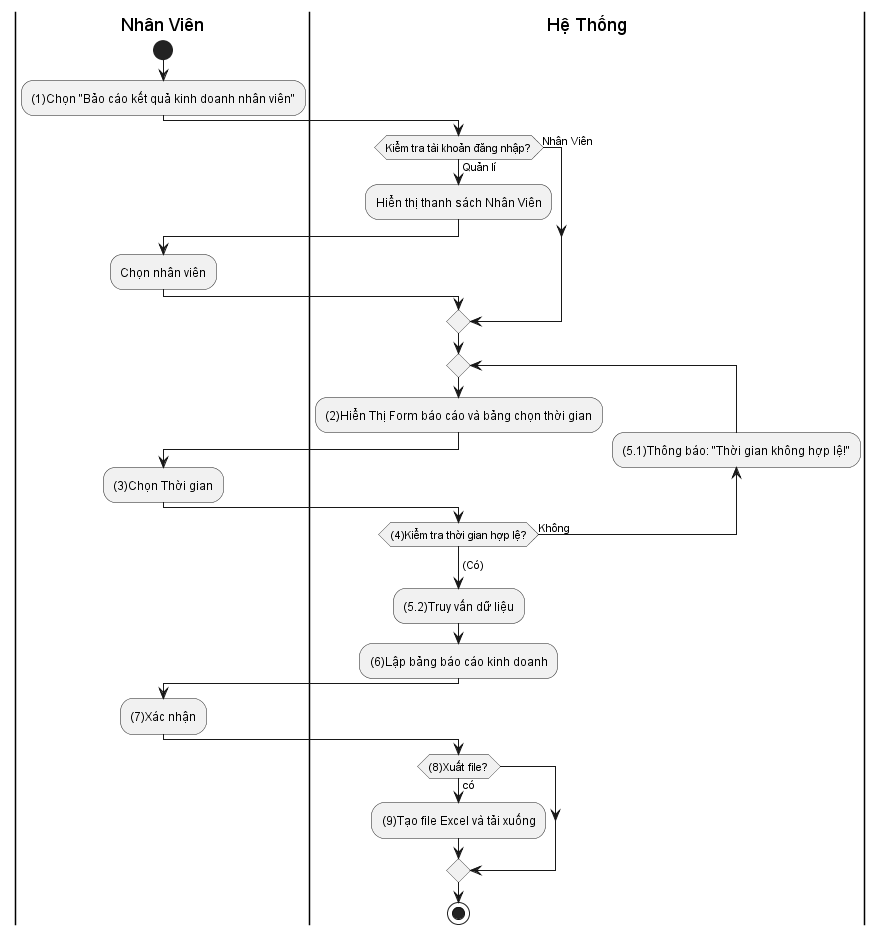 Nhân Viên
Hệ Thống
(1)Chọn "Bảo cáo kết quả kinh doanh nhân viên"
Kiểm tra tài khoản đăng nhập?
Nhân Viên
Quản lí
Hiển thị thanh sách Nhân Viên
Chọn nhân viên
(2)Hiển Thị Form báo cáo và bảng chọn thời gian
(5.1)Thông báo: "Thời gian không hợp lệ!"
(3)Chọn Thời gian
(4)Kiểm tra thời gian hợp lệ?
Không
(Có)
(5.2)Truy vấn dữ liệu
(6)Lập bảng báo cáo kinh doanh
(7)Xác nhận
(8)Xuất file?
có
(9)Tạo file Excel và tải xuống